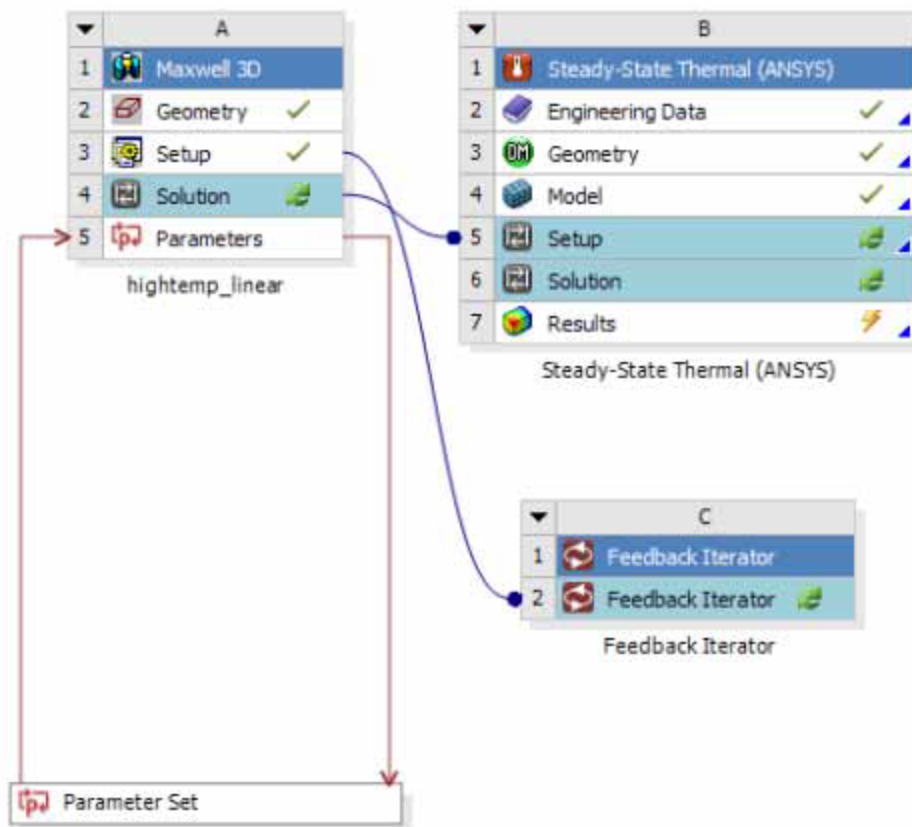 A
1 Maxwell 3D
2 Geometry
3 Setup
4 Solution
5 Parameters
hightemp_linear
B
1 Steady-State Thermal (ANSYS)
2 Engineering Data
3 Geometry
4 Model
5 Setup
6 Solution
7 Results
Steady-State Thermal (ANSYS)
C
1 Feedback Iterator
2 Feedback Iterator
Feedback Iterator
Parameter Set